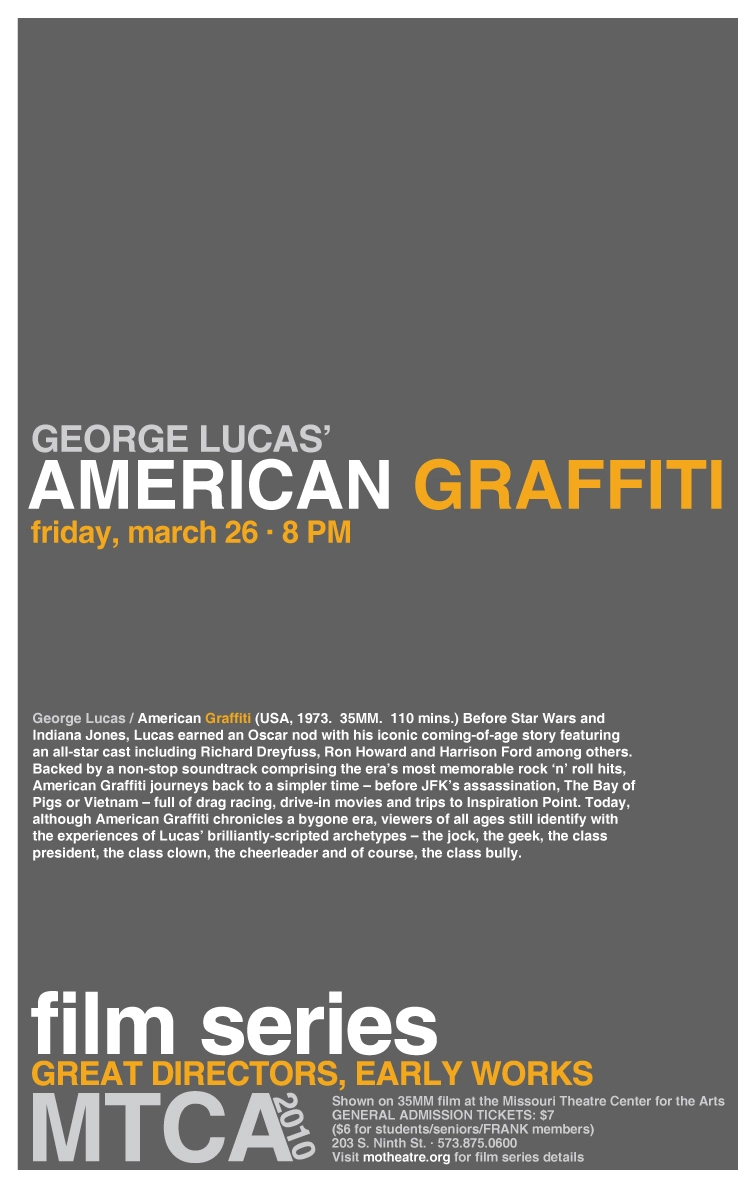 GEORGE LUCAS’
AMERICAN GRAFFITI
friday, march 26 · 8 PM
George Lucas / American Graffiti (USA, 1973.  35MM.  110 mins.) Before Star Wars and
Indiana Jones, Lucas earned an Oscar nod with his iconic coming-of-age story featuring
an all-star cast including Richard Dreyfuss, Ron Howard and Harrison Ford among others.
Backed by a non-stop soundtrack comprising the era’s most memorable rock ‘n’ roll hits,
American Graffiti journeys back to a simpler time – before JFK’s assassination, The Bay of
Pigs or Vietnam – full of drag racing, drive-in movies and trips to Inspiration Point. Today,
although American Graffiti chronicles a bygone era, viewers of all ages still identify with
the experiences of Lucas’ brilliantly-scripted archetypes – the jock, the geek, the class
president, the class clown, the cheerleader and of course, the class bully.
film series
GREAT DIRECTORS, EARLY WORKS
MTCA 2010
Shown on 35MM film at the Missouri Theatre Center for the Arts
GENERAL ADMISSION TICKETS: $7
($6 for students/seniors/FRANK members)
203 S. Ninth St. · 573.875.0600
Visit motheatre.org for film series details